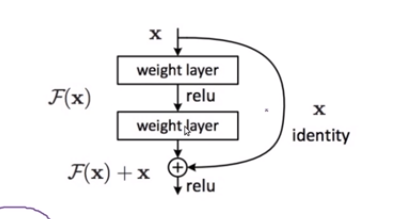 x
weight layer
F(x)
relu
x
weight layer
identity
F(x) + x
relu